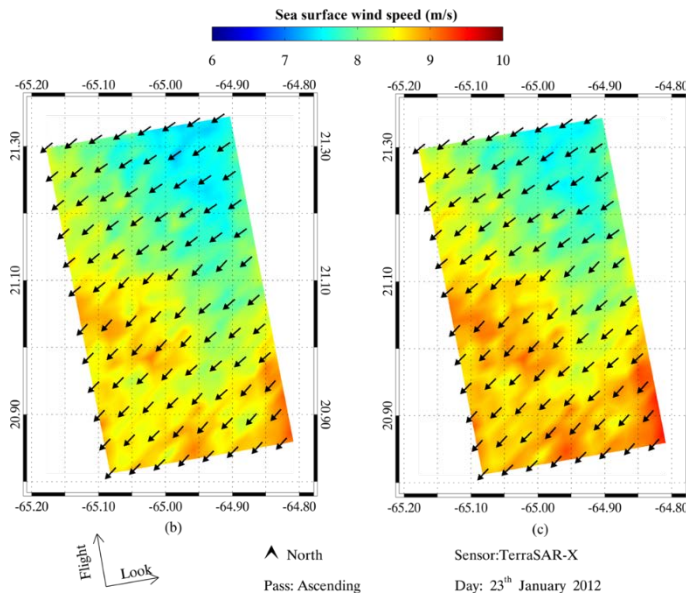 Sea surface wind speed (m/s)
6 7 8 9 10
-65.20 -65.10 -65.00 -64.90 -64.80 -65.20 -65.10 -65.00 -64.90 -64.80
21.30 21.30 21.30
21.10 21.10 21.10
20.90 20.90 20.90
-65.20 -65.10 -65.00 -64.90 -64.80 -65.20 -65.10 -65.00 -64.90 -64.80
(b) (c)
Flight
Look
North Sensor:TerraSAR-X
Pass: Ascending Day: 23th January 2012